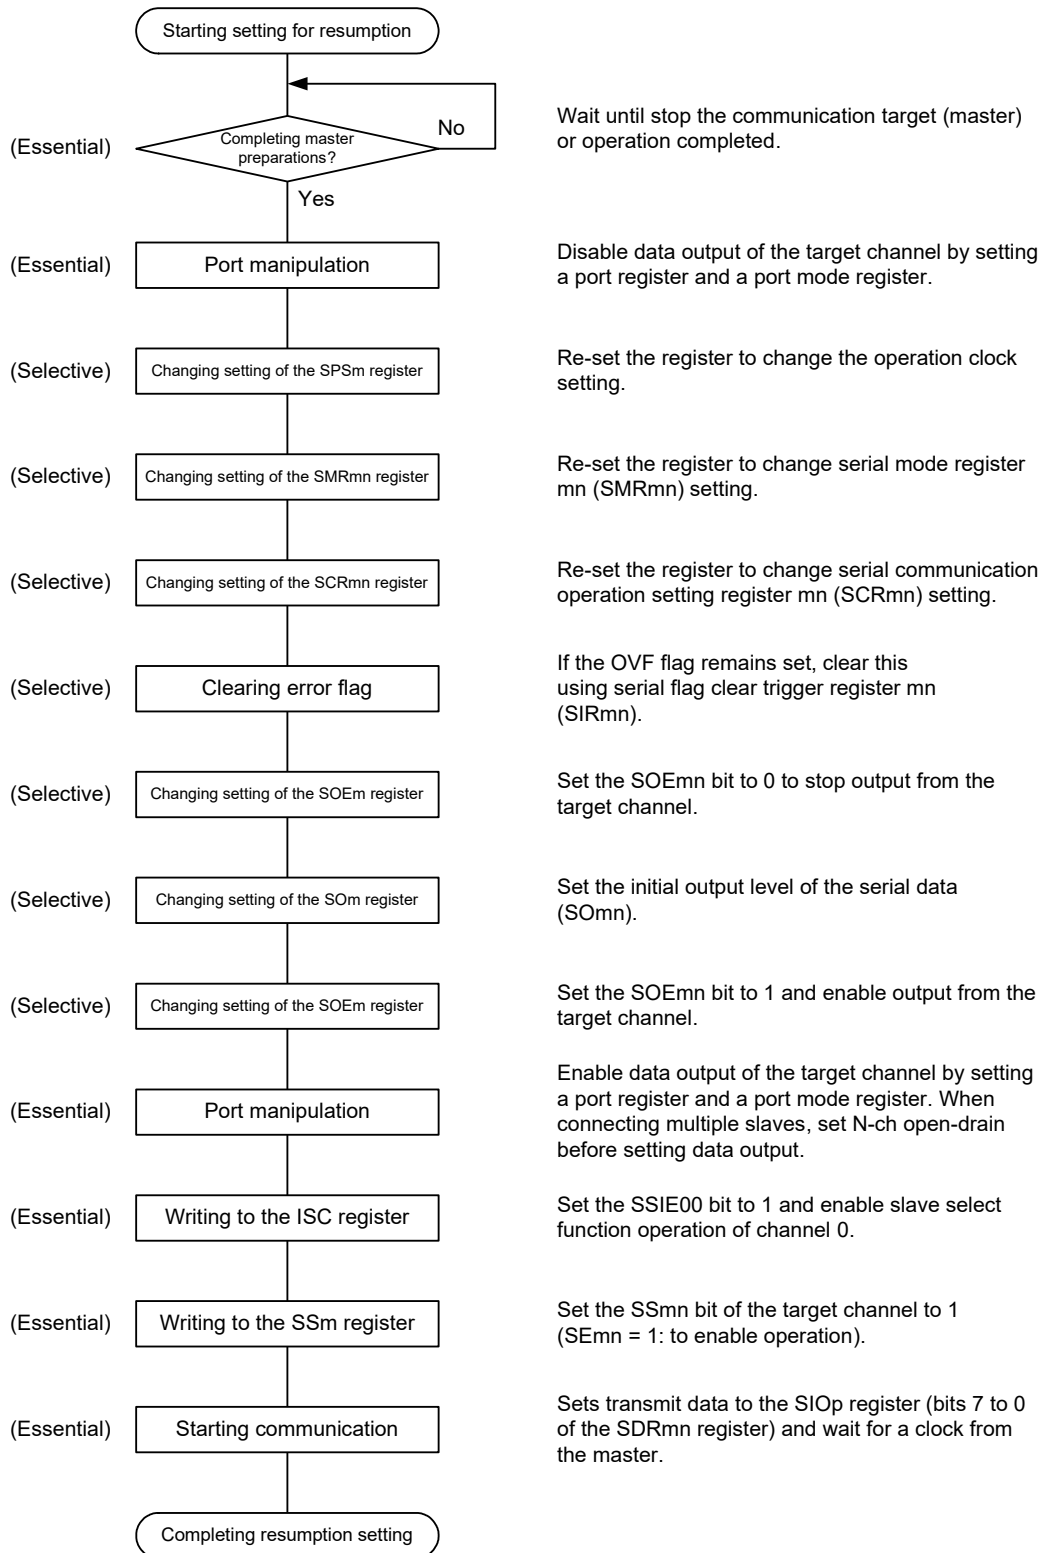 Starting setting for resumption
(Essential)
Completing master
preparations?
No
Yes
Wait until stop the communication target (master)
or operation completed.
(Essential)
Port manipulation
Disable data output of the target channel by setting
a port register and a port mode register.
(Selective)
Changing setting of the SPSm register
Re-set the register to change the operation clock
setting.
(Selective)
Changing setting of the SMRmn register
Re-set the register to change serial mode register
mn (SMRmn) setting.
(Selective)
Changing setting of the SCRmn register
Re-set the register to change serial communication
operation setting register mn (SCRmn) setting.
(Selective)
Clearing error flag
If the OVF flag remains set, clear this
using serial flag clear trigger register mn
(SIRmn).
(Selective)
Changing setting of the SOEm register
Set the SOEmn bit to 0 to stop output from the
target channel.
(Selective)
Changing setting of the SOm register
Set the initial output level of the serial data
(SOmn).
(Selective)
Changing setting of the SOEm register
Set the SOEmn bit to 1 and enable output from the
target channel.
(Essential)
Port manipulation
Enable data output of the target channel by setting
a port register and a port mode register. When
connecting multiple slaves, set N-ch open-drain
before setting data output.
(Essential)
Writing to the ISC register
Set the SSIE00 bit to 1 and enable slave select
function operation of channel 0.
(Essential)
Writing to the SSm register
Set the SSmn bit of the target channel to 1
(SEmn = 1: to enable operation).
(Essential)
Starting communication
Sets transmit data to the SIOp register (bits 7 to 0
of the SDRmn register) and wait for a clock from
the master.
Completing resumption setting